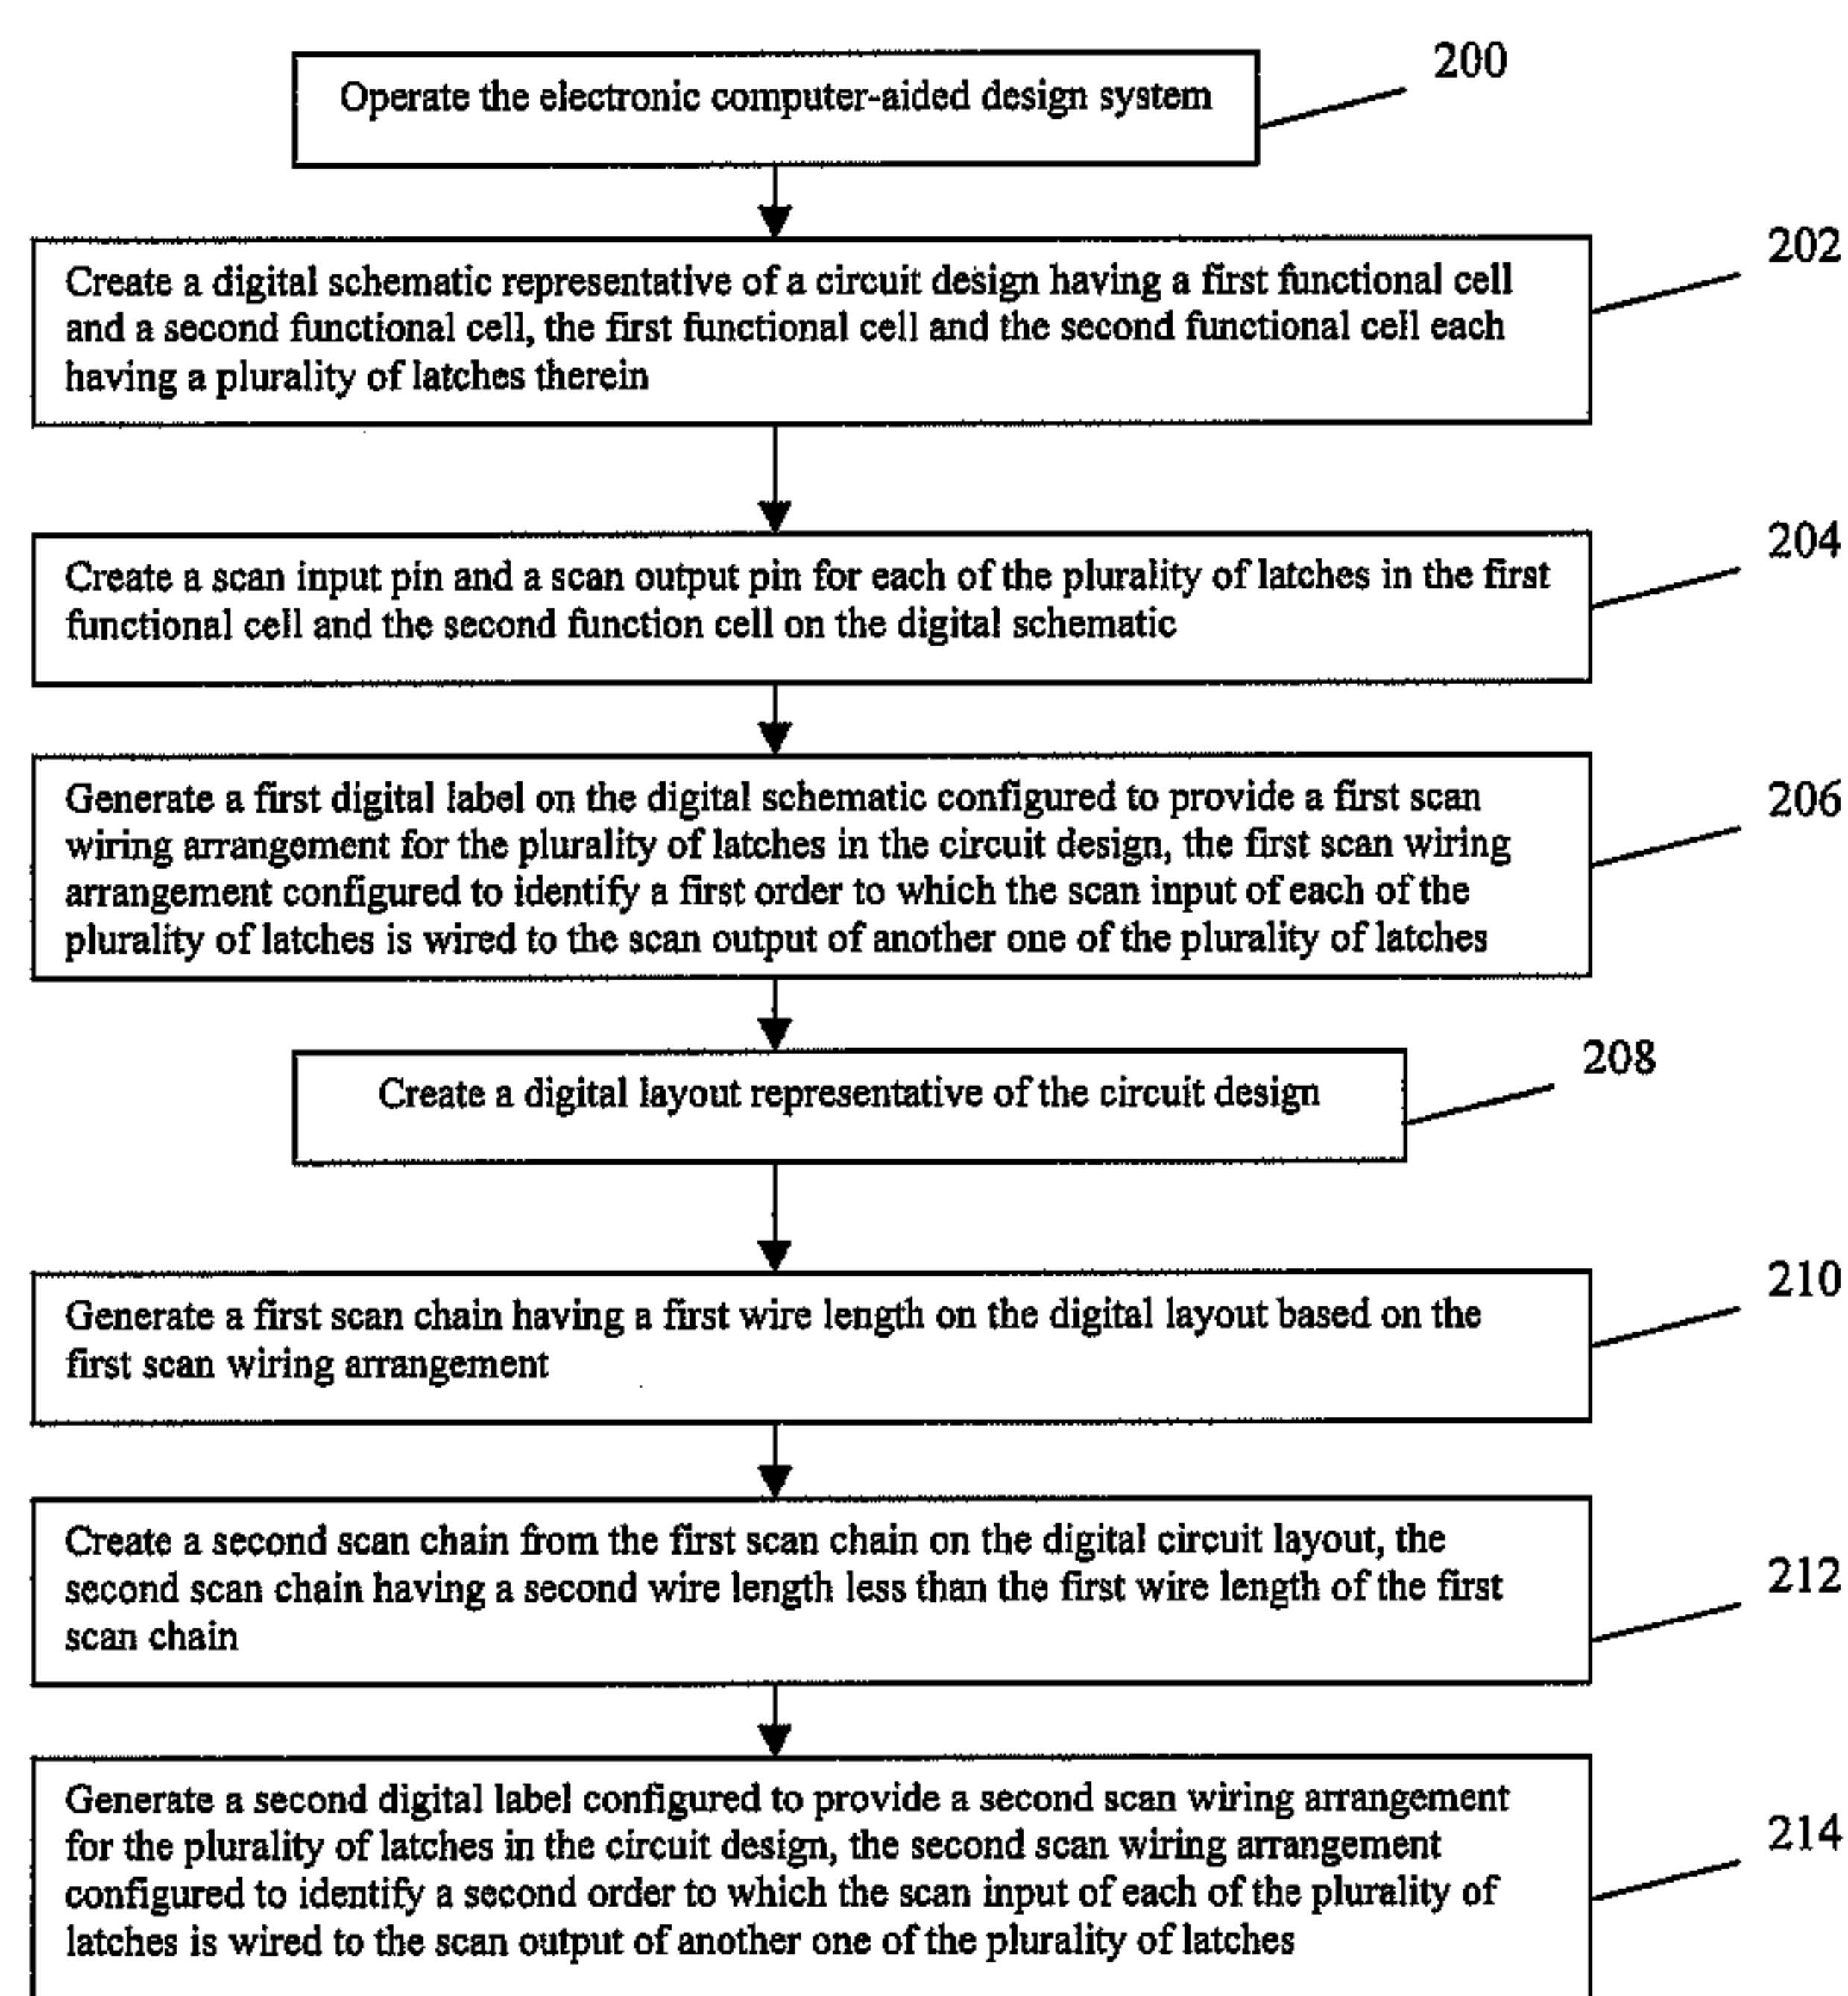 200
Operate the electronic computer-aided design system
202
Create a digital schematic representative of a circuit design having a first functional cell
and a second functional cell, the first functional cell and the second functional cell each
having a plurality of latches therein
204
Create a scan input pin and a scan output pin for each of the plurality of latches in the first
functional cell and the second function cell on the digital schematic
206
Generate a first digital label on the digital schematic configured to provide a first scan
wiring arrangement for the plurality of latches in the circuit design, the first scan wiring
arrangement configured to identify a first order to which the scan input of each of the
plurality of latches is wired to the scan output of another one of the plurality of latches
208
Create a digital layout representative of the circuit design
210
Generate a first scan chain having a first wire length on the digital layout based on the
first scan wiring arrangement
212
Create a second scan chain from the first scan chain on the digital circuit layout, the
second scan chain having a second wire length less than the first wire length of the first
scan chain
214
Generate a second digital label configured to provide a second scan wiring arrangement
for the plurality of latches in the circuit design, the second scan wiring arrangement
configured to identify a second order to which the scan input of each of the plurality of
latches is wired to the scan output of another one of the plurality of latches